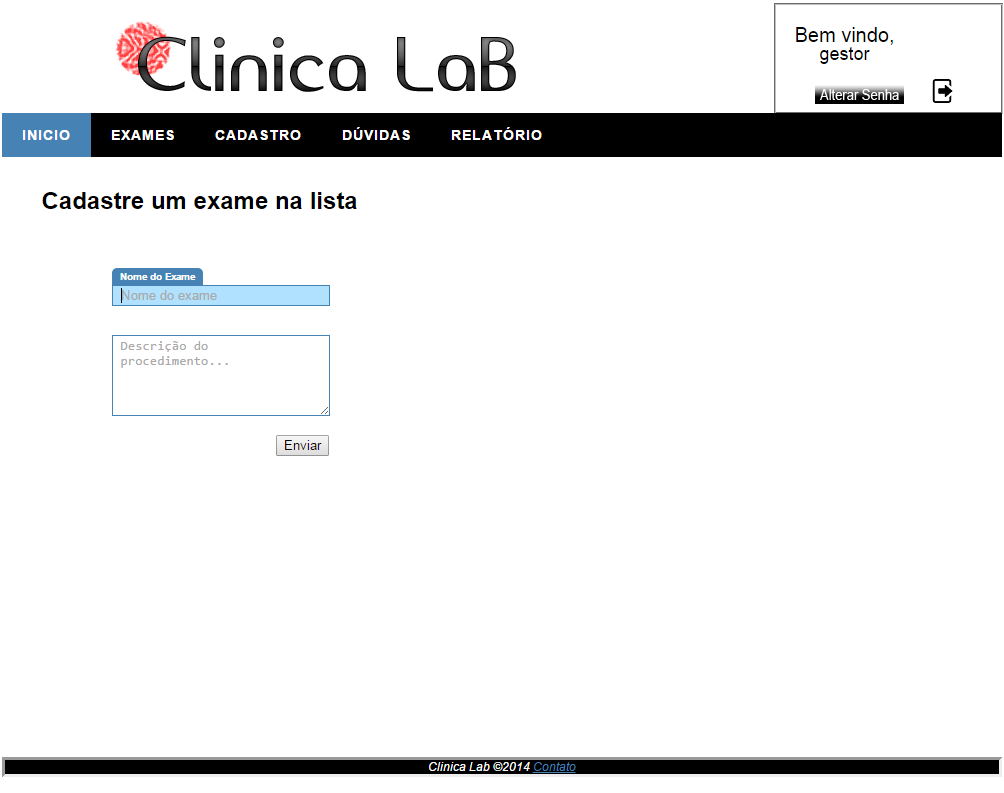 Clinica LaB
Bem vindo,
gestor
Alterar Senha
INICIO EXAMES CADASTRO DÚVIDAS RELATÓRIO
Cadastre um exame na lista
Nome do Exame
Nome do exame
Descrição do
procedimento...
Enviar
Clinica Lab ©2014 Contato